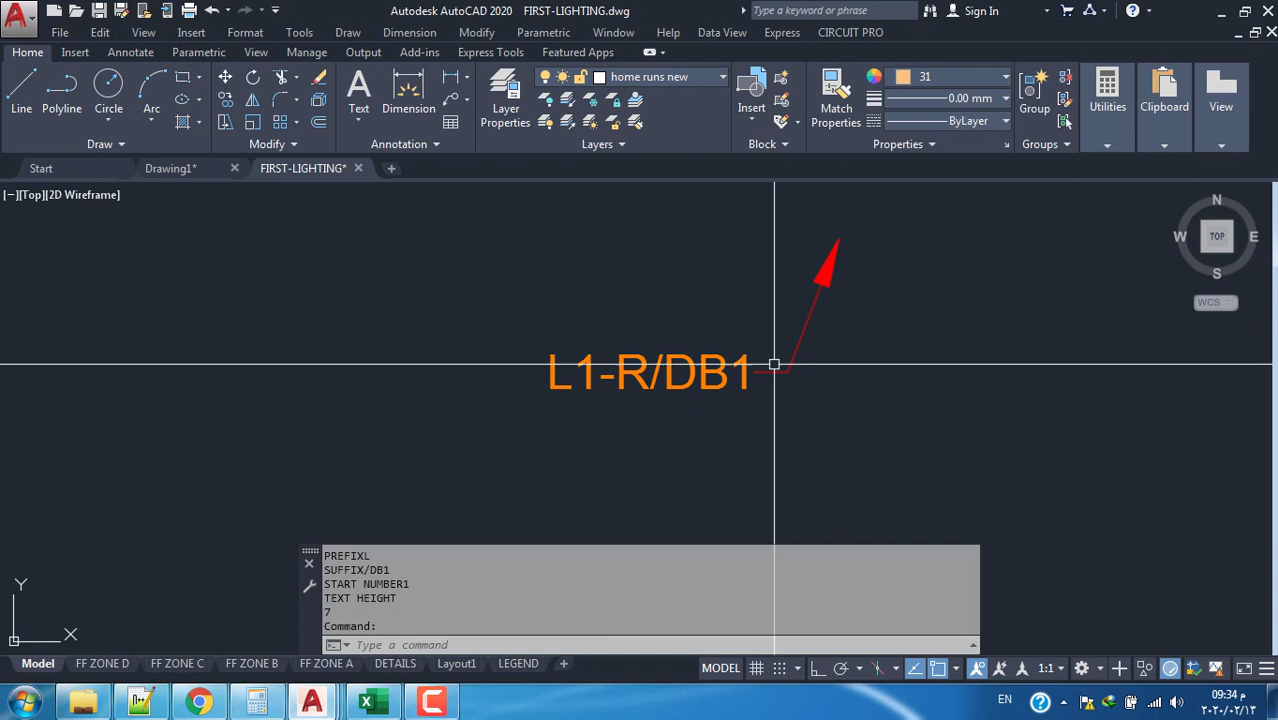 Autodesk AutoCAD 2020 FIRST-LIGHTING.dwg
Type a keyword or phrase
Sign In
File Edit View Insert Format Tools Draw Dimension Modify Parametric Window Help Data View Express CIRCUIT PRO
Home Insert Annotate Parametric View Manage Output Add-ins Express Tools Featured Apps
Line Polyline Circle Arc
Text Dimension
Layer Properties
home runs new
Insert
Match Properties
31
0.00 mm
ByLayer
Group
Utilities
Clipboard
View
Draw Modify Annotation Layers Block Properties Groups
Start Drawing1* FIRST-LIGHTING*
[−][Top][2D Wireframe]
N
W TOP E
S
WCS
L1-R/DB1
PREFIXL
SUFFIX/DB1
START NUMBER1
TEXT HEIGHT
7
Command:
Type a command
Y
X
Model FF ZONE D FF ZONE C FF ZONE B FF ZONE A DETAILS Layout1 LEGEND
MODEL 1:1
EN
09:34 م
٢٠٢٠/٠٢/١٣